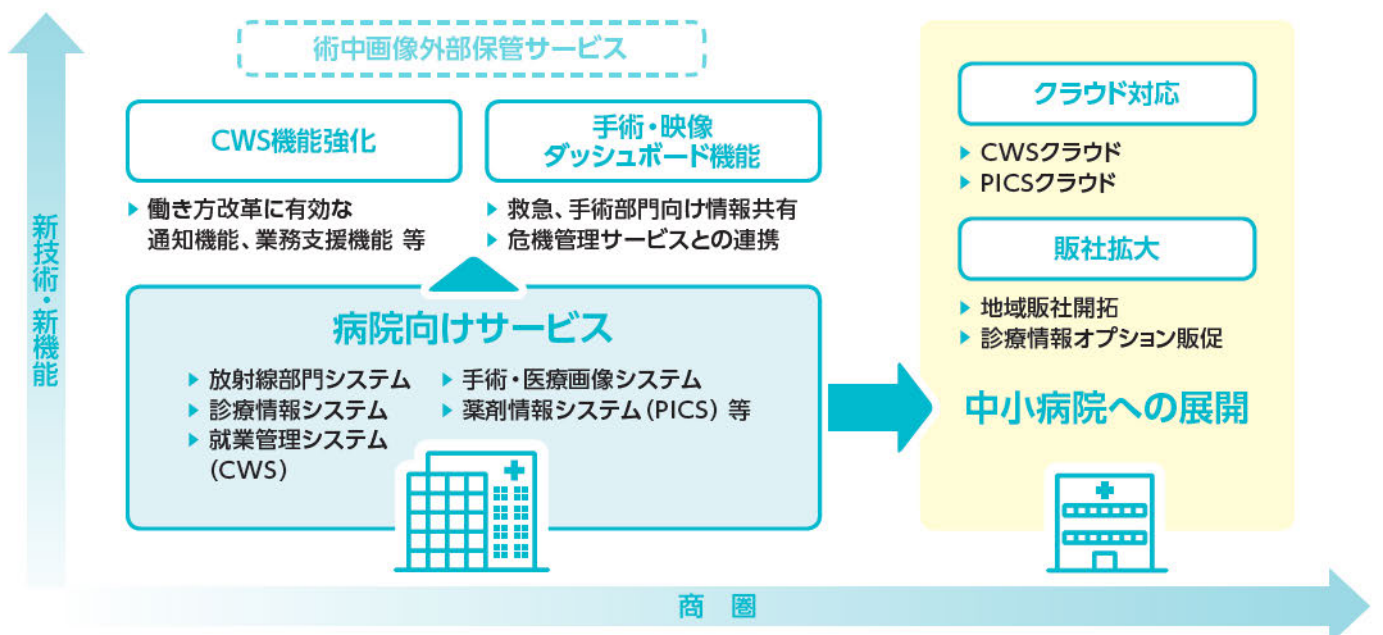 術中画像外部保管サービス
CWS機能強化
手術・映像
ダッシュボード機能
▶ 働き方改革に有効な
通知機能、業務支援機能 等
▶ 救急、手術部門向け情報共有
▶ 危機管理サービスとの連携
病院向けサービス
▶ 放射線部門システム
▶ 診療情報システム
▶ 就業管理システム
(CWS)
▶ 手術・医療画像システム
▶ 薬剤情報システム(PICS) 等
クラウド対応
▶ CWSクラウド
▶ PICSクラウド
販社拡大
▶ 地域販社開拓
▶ 診療情報オプション販促
中小病院への展開
新技術・新機能
商 圏